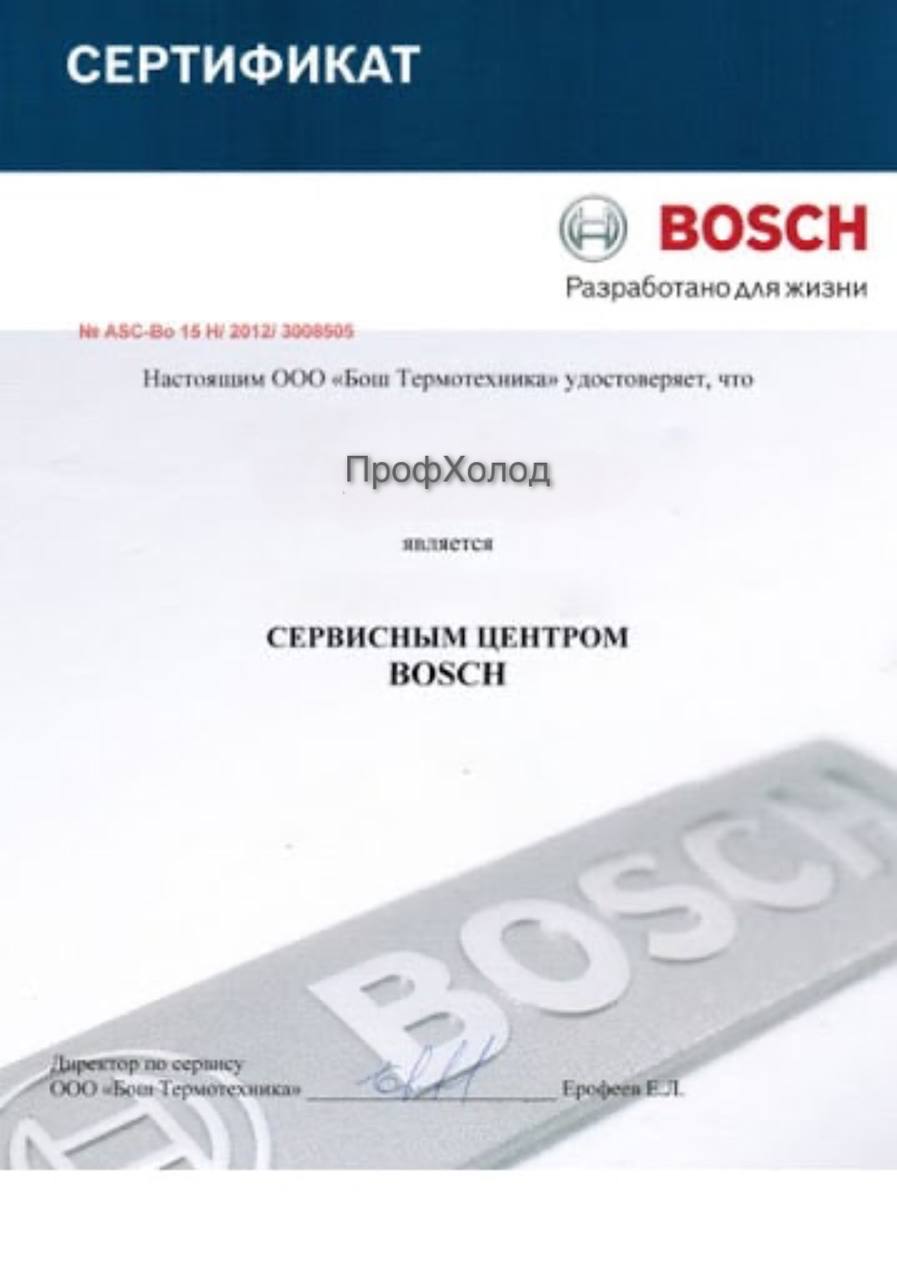 СЕРТИФИКАТ
BOSCH
Разработано для жизни
№ ASC-Bo 15 H/ 2012/ 3008505
Настоящим ООО «Бош Термотехника» удостоверяет, что
ПрофХолод
является
СЕРВИСНЫМ ЦЕНТРОМ
BOSCH
BOSCH
Директор по сервису
ООО «Бош Термотехника» Ерофеев Е.Л.